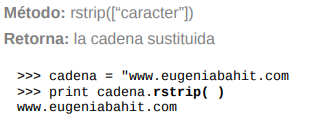 Método: rstrip([“caracter”])
Retorna: la cadena sustituida
>>> cadena = "www.eugeniabahit.com
>>> print cadena.rstrip( )
www.eugeniabahit.com